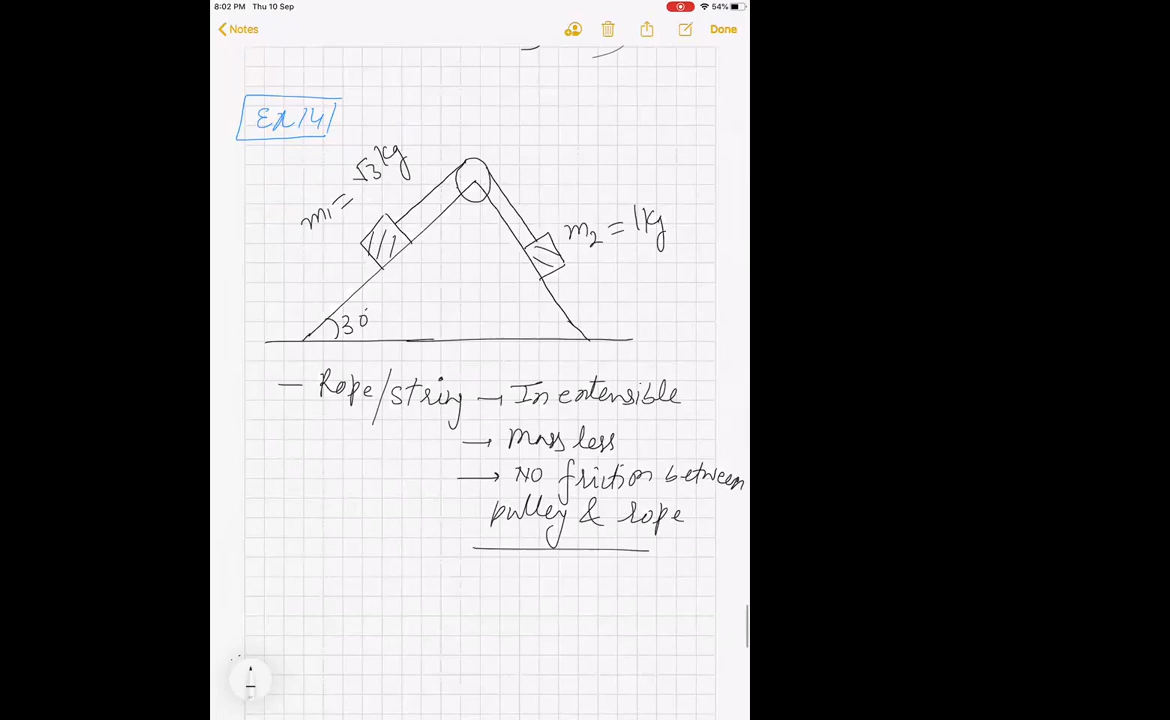 8:02 PM Thu 10 Sep
54%
Notes
Done
Ex 14
m1 = √3 kg
m2 = 1kg
30°
— Rope/string → Inextensible
→ Mass less
→ NO friction between
pulley & rope